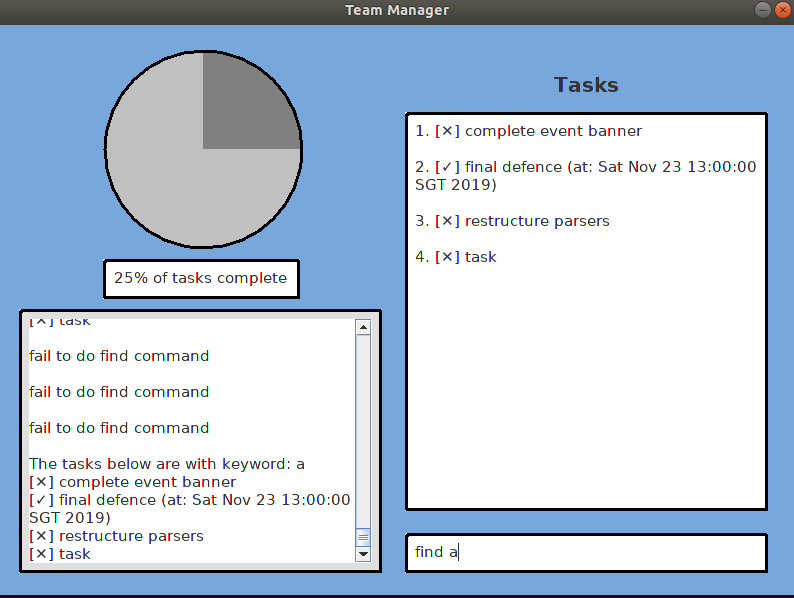 Team Manager
25% of tasks complete
[✕] task
fail to do find command
fail to do find command
fail to do find command
The tasks below are with keyword: a
[✕] complete event banner
[✓] final defence (at: Sat Nov 23 13:00:00
SGT 2019)
[✕] restructure parsers
[✕] task
Tasks
1. [✕] complete event banner
2. [✓] final defence (at: Sat Nov 23 13:00:00
SGT 2019)
3. [✕] restructure parsers
4. [✕] task
find a